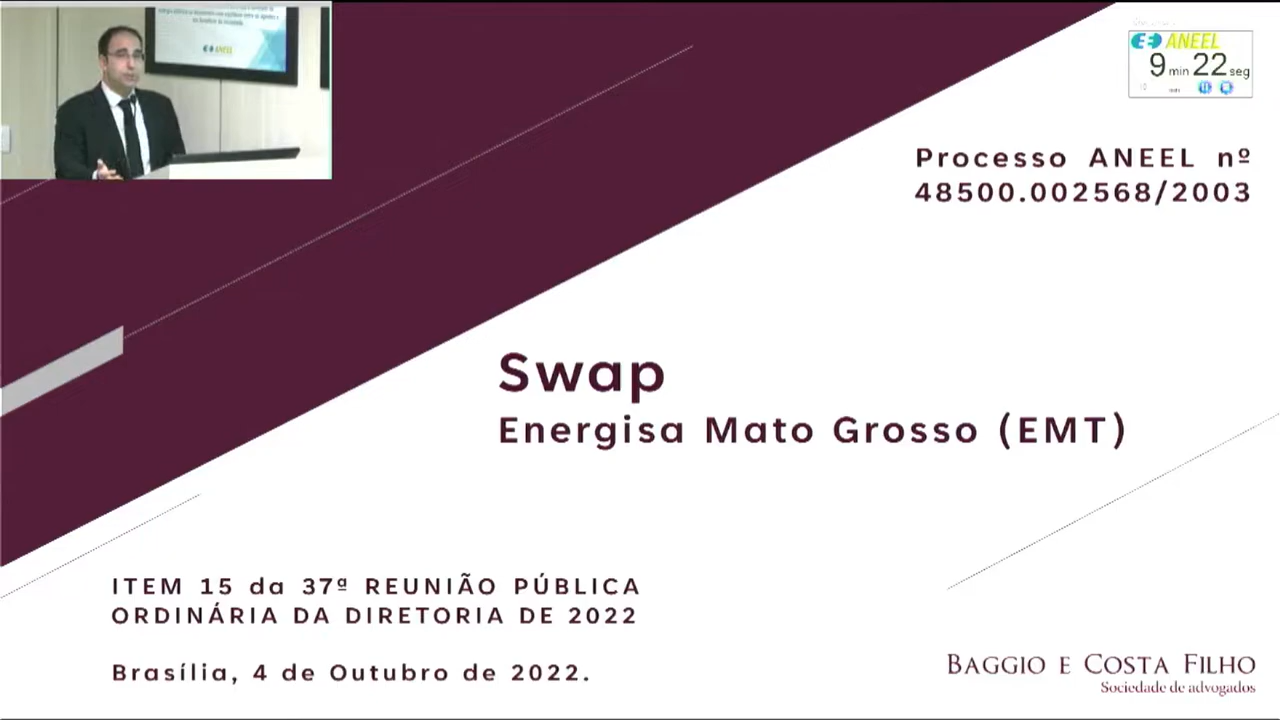 ANEEL
ANEEL
9 min 22 seg
Processo ANEEL nº
48500.002568/2003
Swap
Energisa Mato Grosso (EMT)
ITEM 15 da 37ª REUNIÃO PÚBLICA
ORDINÁRIA DA DIRETORIA DE 2022
Brasília, 4 de Outubro de 2022.
BAGGIO E COSTA FILHO
Sociedade de advogados